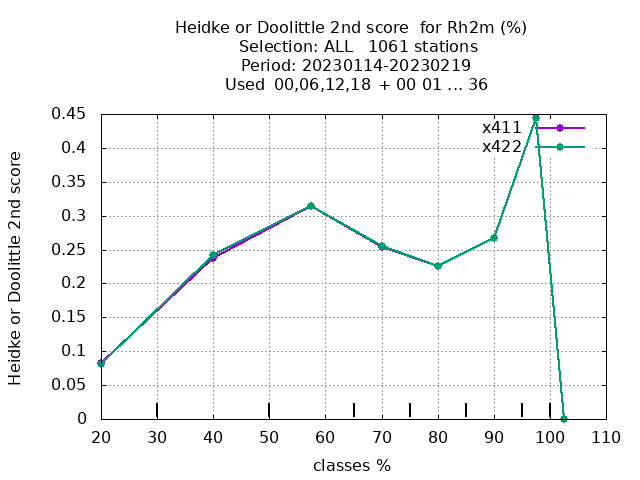 Heidke or Doolittle 2nd score  for Rh2m (%)
Selection: ALL   1061 stations
Period: 20230114-20230219
Used  00,06,12,18  + 00 01 ... 36
x411
x422
Heidke or Doolittle 2nd score
0.45
0.4
0.35
0.3
0.25
0.2
0.15
0.1
0.05
0
20 30 40 50 60 70 80 90 100 110
classes %